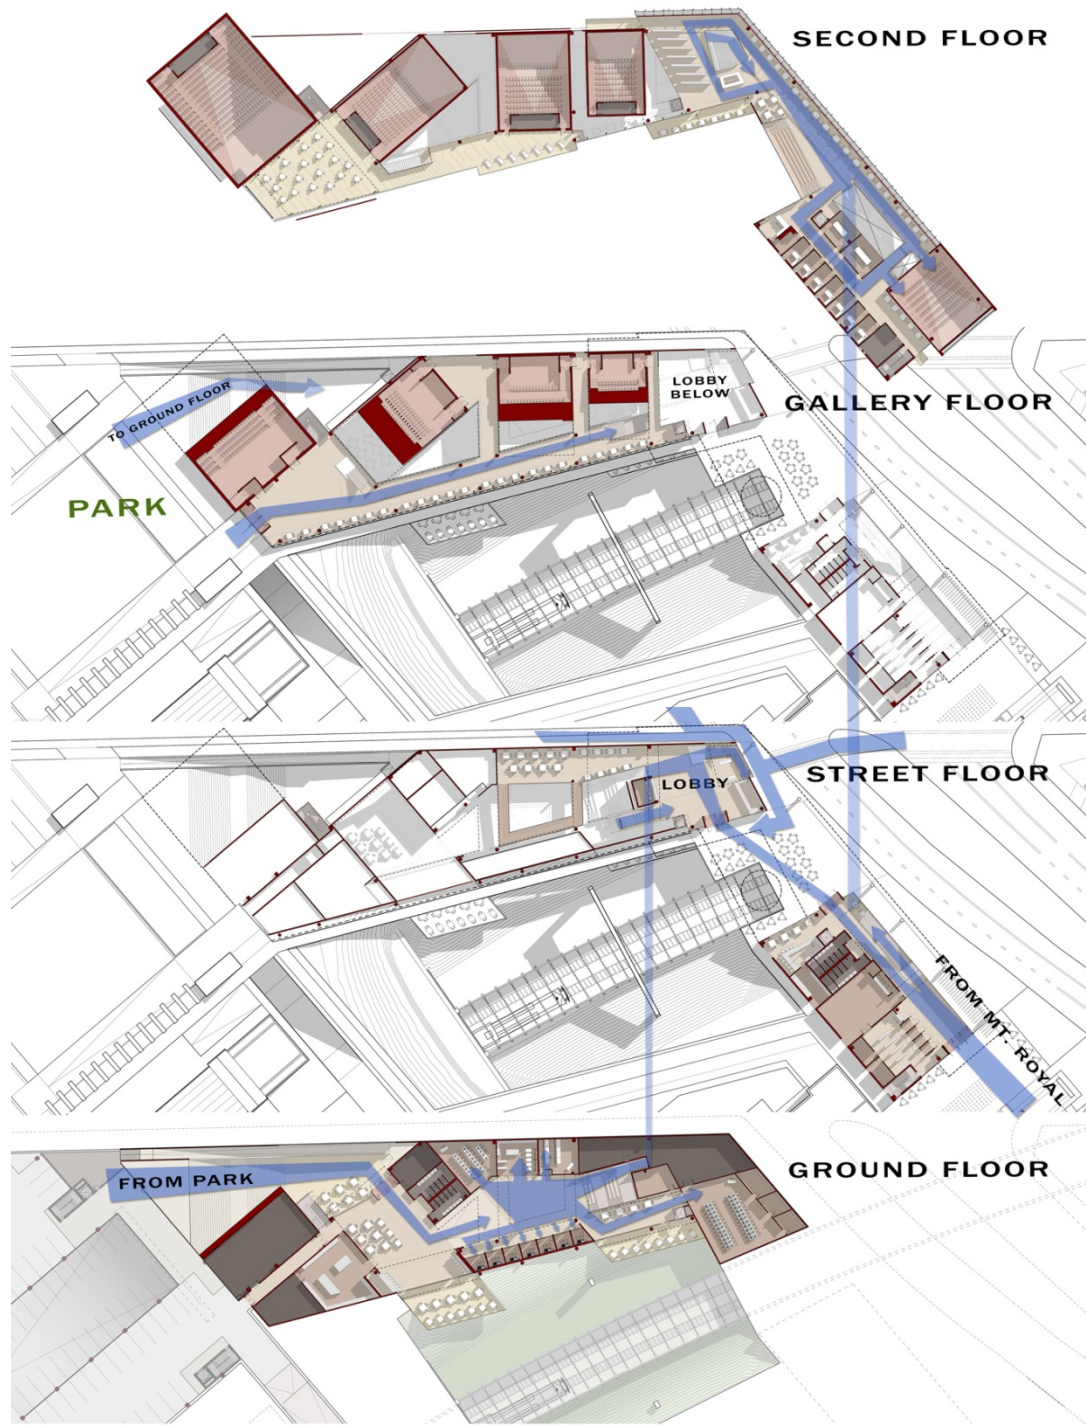 SECOND FLOOR
TO GROUND FLOOR
LOBBY
BELOW
GALLERY FLOOR
PARK
LOBBY
STREET FLOOR
FROM MT. ROYAL
FROM PARK
GROUND FLOOR